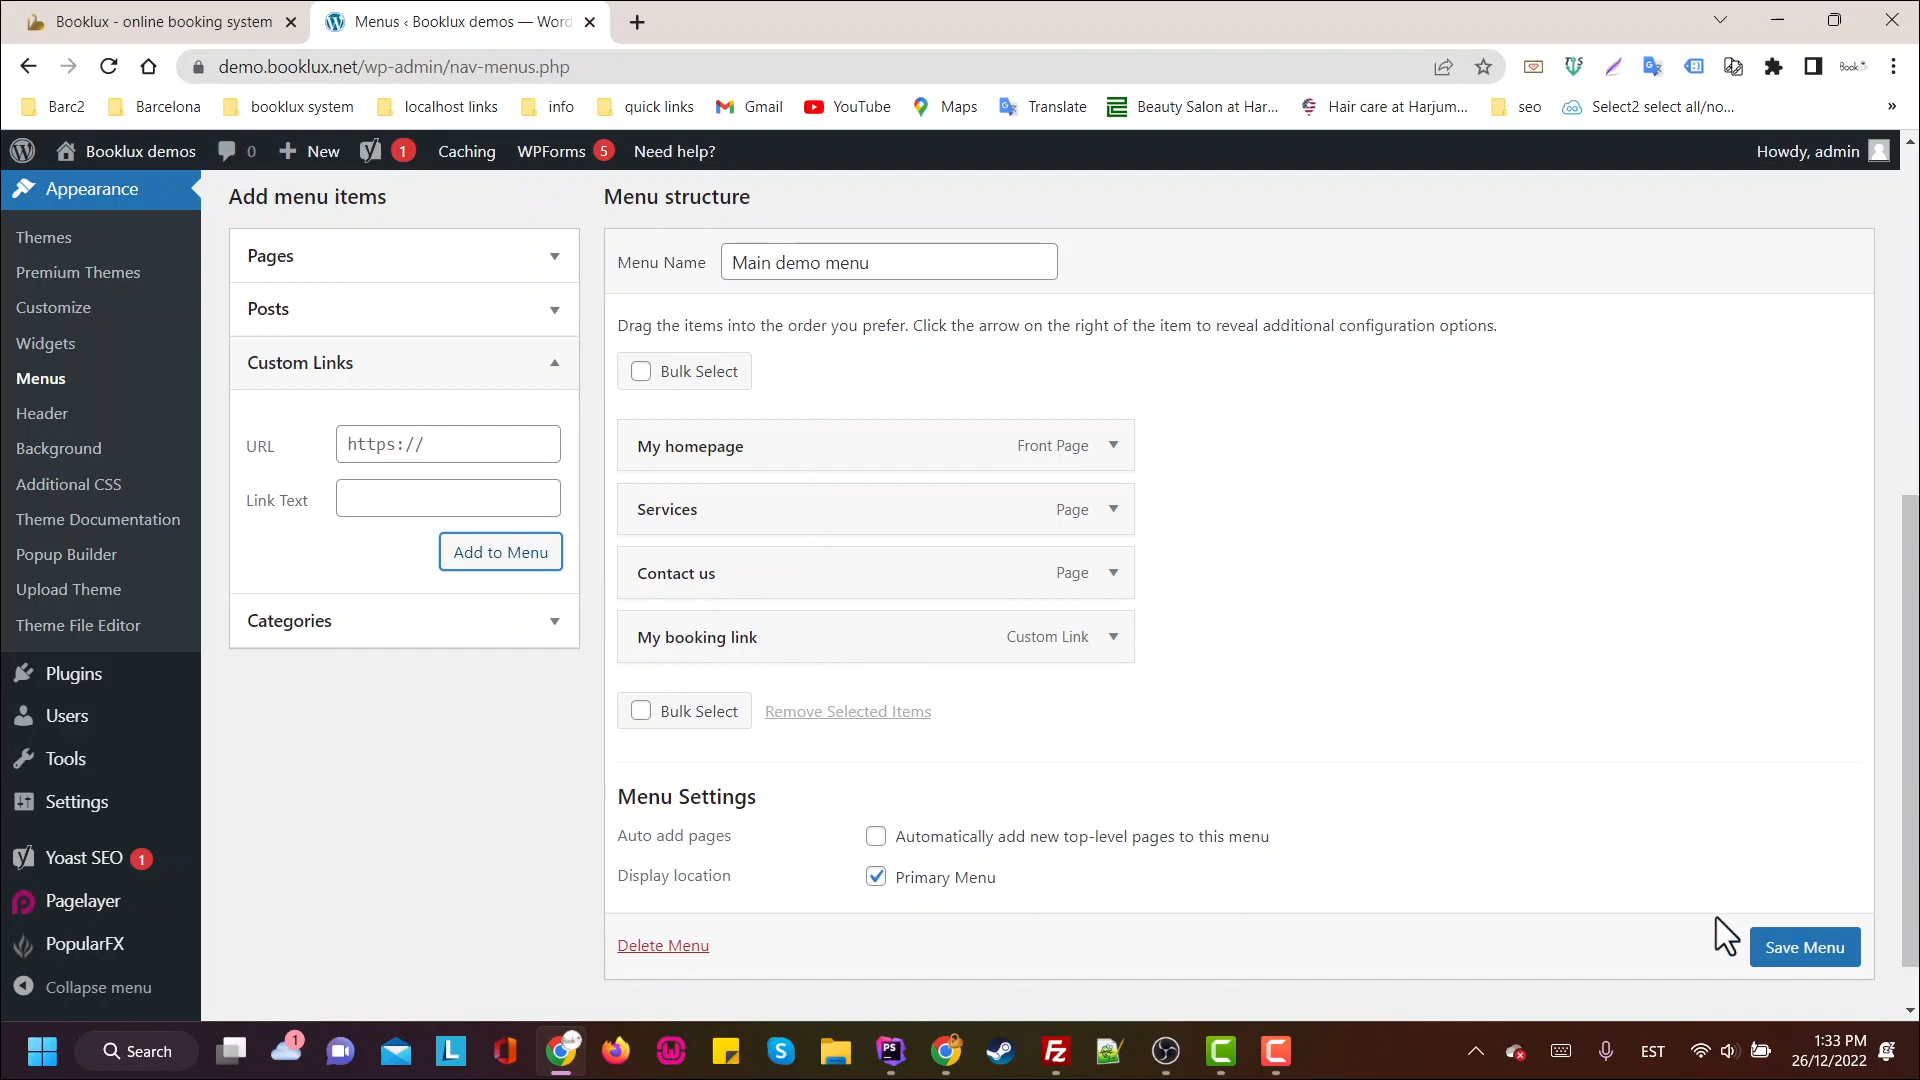 Booklux - online booking system
Menus ‹ Booklux demos — Word
demo.booklux.net/wp-admin/nav-menus.php
Barc2
Barcelona
booklux system
localhost links
info
quick links
Gmail
YouTube
Maps
Translate
Beauty Salon at Har...
Hair care at Harjum...
seo
Select2 select all/no...
»
Booklux demos
0
New
1
Caching
WPForms 5
Need help?
Howdy, admin
Appearance
Themes
Premium Themes
Customize
Widgets
Menus
Header
Background
Additional CSS
Theme Documentation
Popup Builder
Upload Theme
Theme File Editor
Plugins
Users
Tools
Settings
Yoast SEO 1
Pagelayer
PopularFX
Collapse menu
Add menu items
Pages
Posts
Custom Links
URL
https://
Link Text
Add to Menu
Categories
Menu structure
Menu Name
Main demo menu
Drag the items into the order you prefer. Click the arrow on the right of the item to reveal additional configuration options.
Bulk Select
My homepage
Front Page
Services
Page
Contact us
Page
My booking link
Custom Link
Bulk Select
Remove Selected Items
Menu Settings
Auto add pages
Automatically add new top-level pages to this menu
Display location
Primary Menu
Delete Menu
Save Menu
Search
1
EST
1:33 PM
26/12/2022